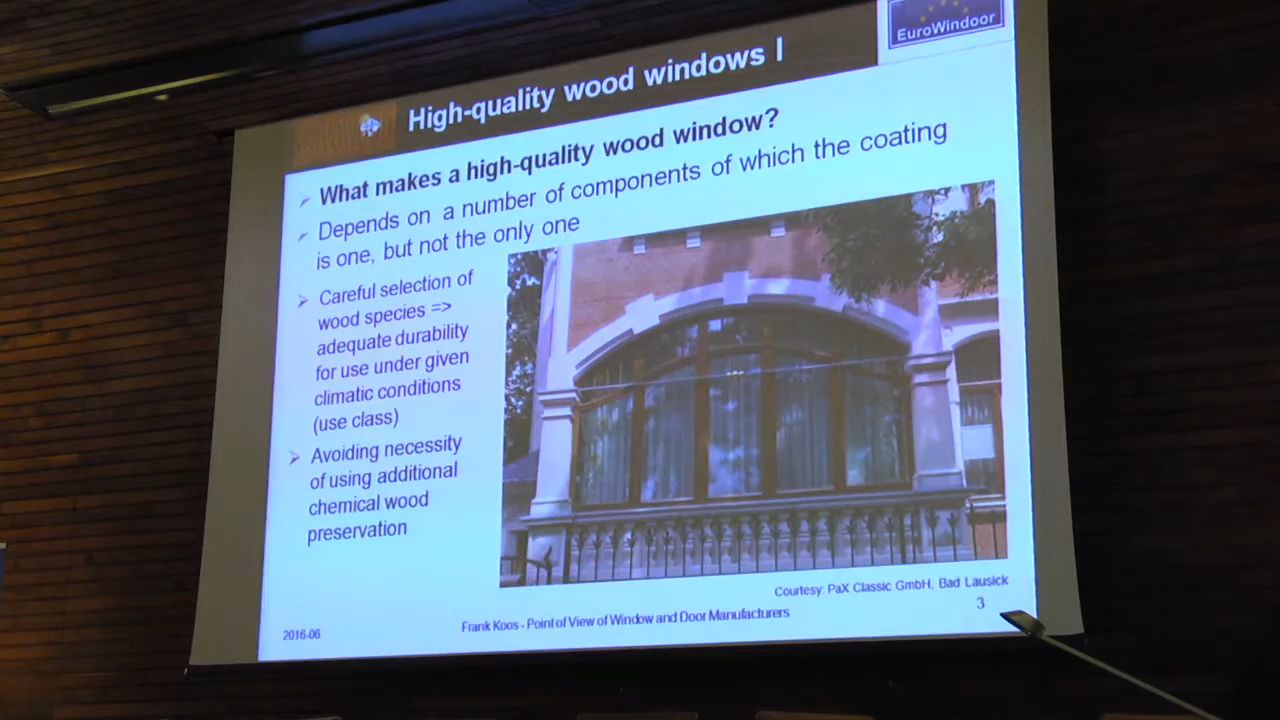 EuroWindoor
High-quality wood windows I
What makes a high-quality wood window?
Depends on a number of components of which the coating
is one, but not the only one
Careful selection of
wood species =>
adequate durability
for use under given
climatic conditions
(use class)
Avoiding necessity
of using additional
chemical wood
preservation
Courtesy: PaX Classic GmbH, Bad Lausick
2016-06
Frank Koos - Point of View of Window and Door Manufacturers
3